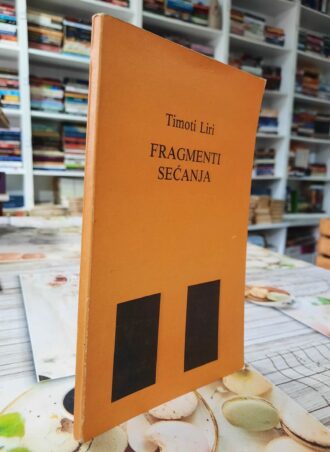 Timoti Liri
FRAGMENTI
SEĆANJA